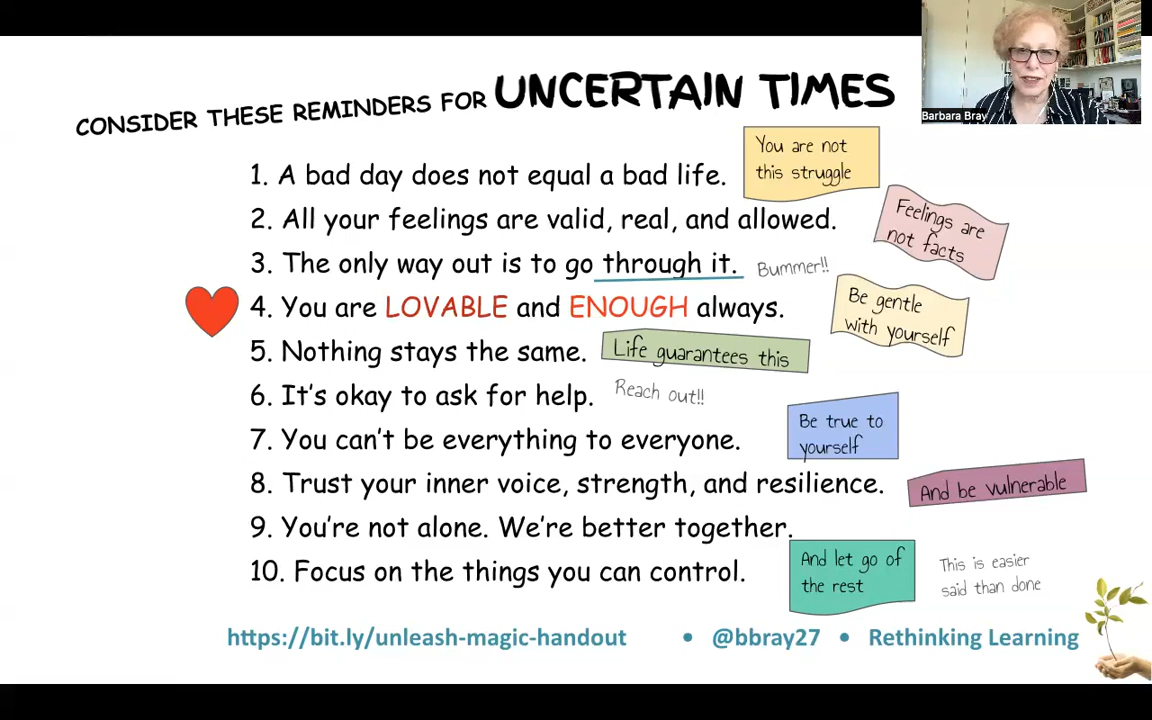 Barbara Bray
CONSIDER THESE REMINDERS FOR UNCERTAIN TIMES
1. A bad day does not equal a bad life.
You are not
this struggle
2. All your feelings are valid, real, and allowed.
Feelings are
not facts
3. The only way out is to go through it.
Bummer!!
4. You are LOVABLE and ENOUGH always.
Be gentle
with yourself
5. Nothing stays the same.
Life guarantees this
6. It's okay to ask for help.
Reach out!!
7. You can't be everything to everyone.
Be true to
yourself
8. Trust your inner voice, strength, and resilience.
And be vulnerable
9. You're not alone. We're better together.
10. Focus on the things you can control.
And let go of
the rest
This is easier
said than done
https://bit.ly/unleash-magic-handout • @bbray27 • Rethinking Learning